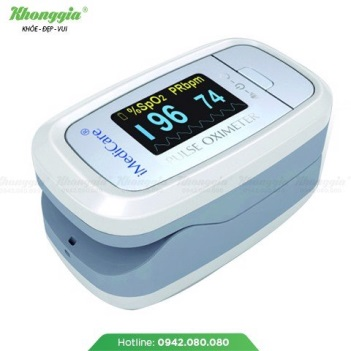 Khonggia®
KHỎE - ĐẸP - VUI
%SpO2 PRbpm
96 74
iMediCare®
PULSE OXIMETER
Hotline: 0942.080.080